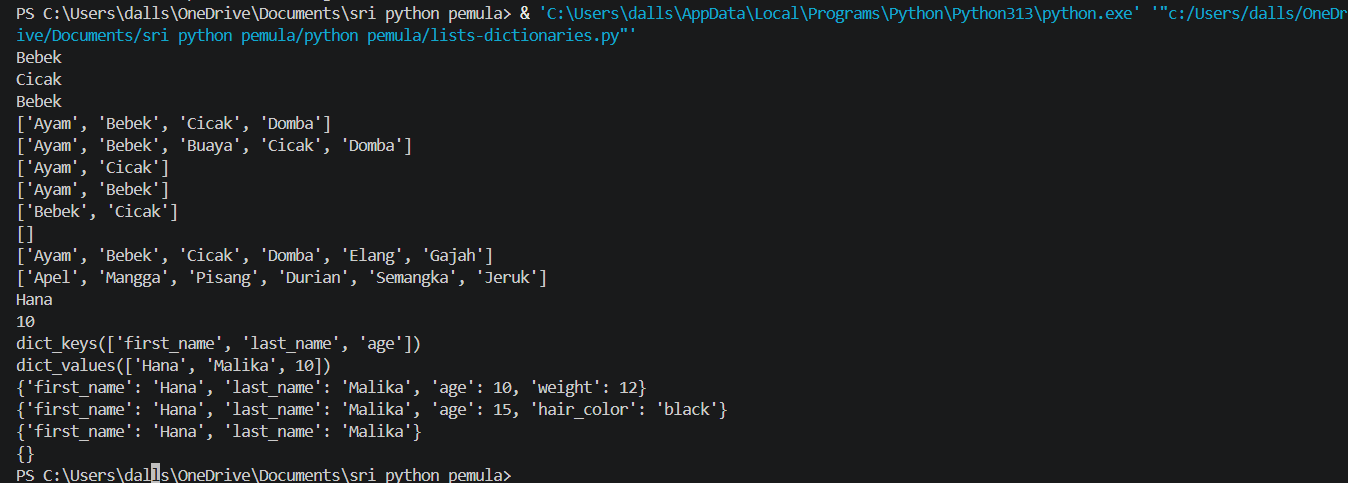 PS C:\Users\dalls\OneDrive\Documents\sri python pemula> & 'C:\Users\dalls\AppData\Local\Programs\Python\Python313\python.exe' '"c:/Users/dalls/OneDr
ive/Documents/sri python pemula/python pemula/lists-dictionaries.py"'
Bebek
Cicak
Bebek
['Ayam', 'Bebek', 'Cicak', 'Domba']
['Ayam', 'Bebek', 'Buaya', 'Cicak', 'Domba']
['Ayam', 'Cicak']
['Ayam', 'Bebek']
['Bebek', 'Cicak']
[]
['Ayam', 'Bebek', 'Cicak', 'Domba', 'Elang', 'Gajah']
['Apel', 'Mangga', 'Pisang', 'Durian', 'Semangka', 'Jeruk']
Hana
10
dict_keys(['first_name', 'last_name', 'age'])
dict_values(['Hana', 'Malika', 10])
{'first_name': 'Hana', 'last_name': 'Malika', 'age': 10, 'weight': 12}
{'first_name': 'Hana', 'last_name': 'Malika', 'age': 15, 'hair_color': 'black'}
{'first_name': 'Hana', 'last_name': 'Malika'}
{}
PS C:\Users\dalls\OneDrive\Documents\sri python pemula>